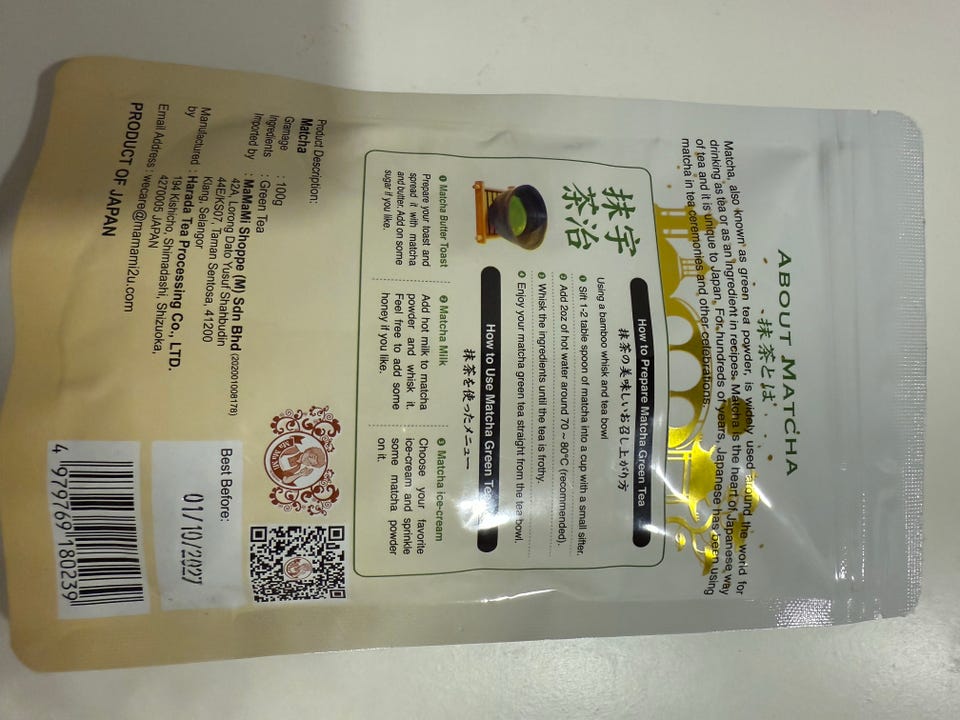 ABOUT MATCHA
抹茶とは
Matcha, also known as green tea powder, is widely used around the world for
drinking as tea or as an ingredient in recipes. Matcha is the heart of Japanese way
of tea and it is unique to Japan. For hundreds of years, Japanese has been using
matcha in tea ceremonies and other celebrations.
宇治
抹茶
How to Prepare Matcha Green Tea
抹茶の美味しいお召し上がり方
Using a bamboo whisk and tea bowl
❶ Sift 1-2 table spoon of matcha into a cup with a small sifter.
❷ Add 2oz of hot water around 70 ~ 80°C (recommended).
❸ Whisk the ingredients until the tea is frothy.
❹ Enjoy your matcha green tea straight from the tea bowl.
How to Use Matcha Green Tea
抹茶を使ったメニュー
❶ Matcha Butter Toast
Prepare your toast and
spread it with matcha
and butter. Add on some
sugar if you like.
❷ Matcha Milk
Add hot milk to matcha
powder and whisk it.
Feel free to add some
honey if you like.
❸ Matcha ice-cream
Choose your favorite
ice-cream and sprinkle
some matcha powder
on it.
Product Description:
Matcha
Gramage : 100g
Ingredients : Green Tea
Imported by : MaMaMi Shoppe (M) Sdn Bhd (202001008178)
42A, Lorong Dato Yusuf Shahbudin
44E/KS07, Taman Sentosa, 41200
Klang, Selangor
Manufactured : Harada Tea Processing Co., LTD.
by 194 Kishicho, Shimadashi, Shizuoka,
4270005 JAPAN
Email Address : wecare@mamami2u.com
PRODUCT OF JAPAN
Best Before:
01/10/2027
4 979769 180239